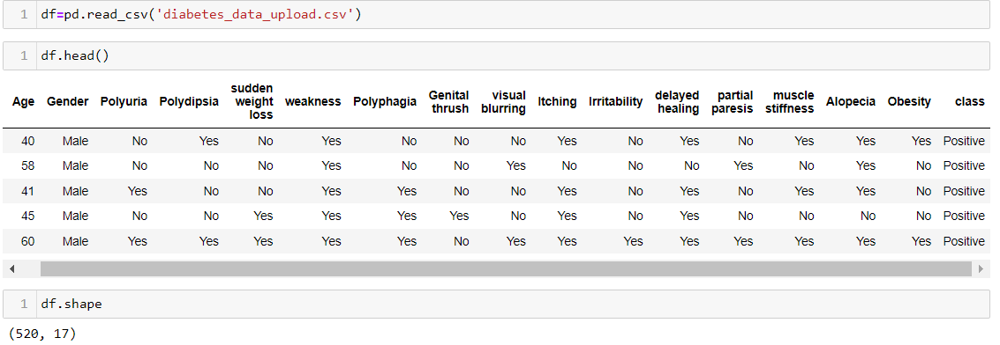 1 df=pd.read_csv('diabetes_data_upload.csv')
1 df.head()
Age Gender Polyuria Polydipsia sudden weight loss weakness Polyphagia Genital thrush visual blurring Itching Irritability delayed healing partial paresis muscle stiffness Alopecia Obesity class
40 Male No Yes No Yes No No No Yes No Yes No Yes Yes Yes Positive
58 Male No No No Yes No No Yes No No No Yes No Yes No Positive
41 Male Yes No No Yes Yes No No Yes No Yes No Yes Yes No Positive
45 Male No No Yes Yes Yes Yes No Yes No Yes No No No No Positive
60 Male Yes Yes Yes Yes Yes No Yes Yes Yes Yes Yes Yes Yes Yes Positive
1 df.shape
(520, 17)